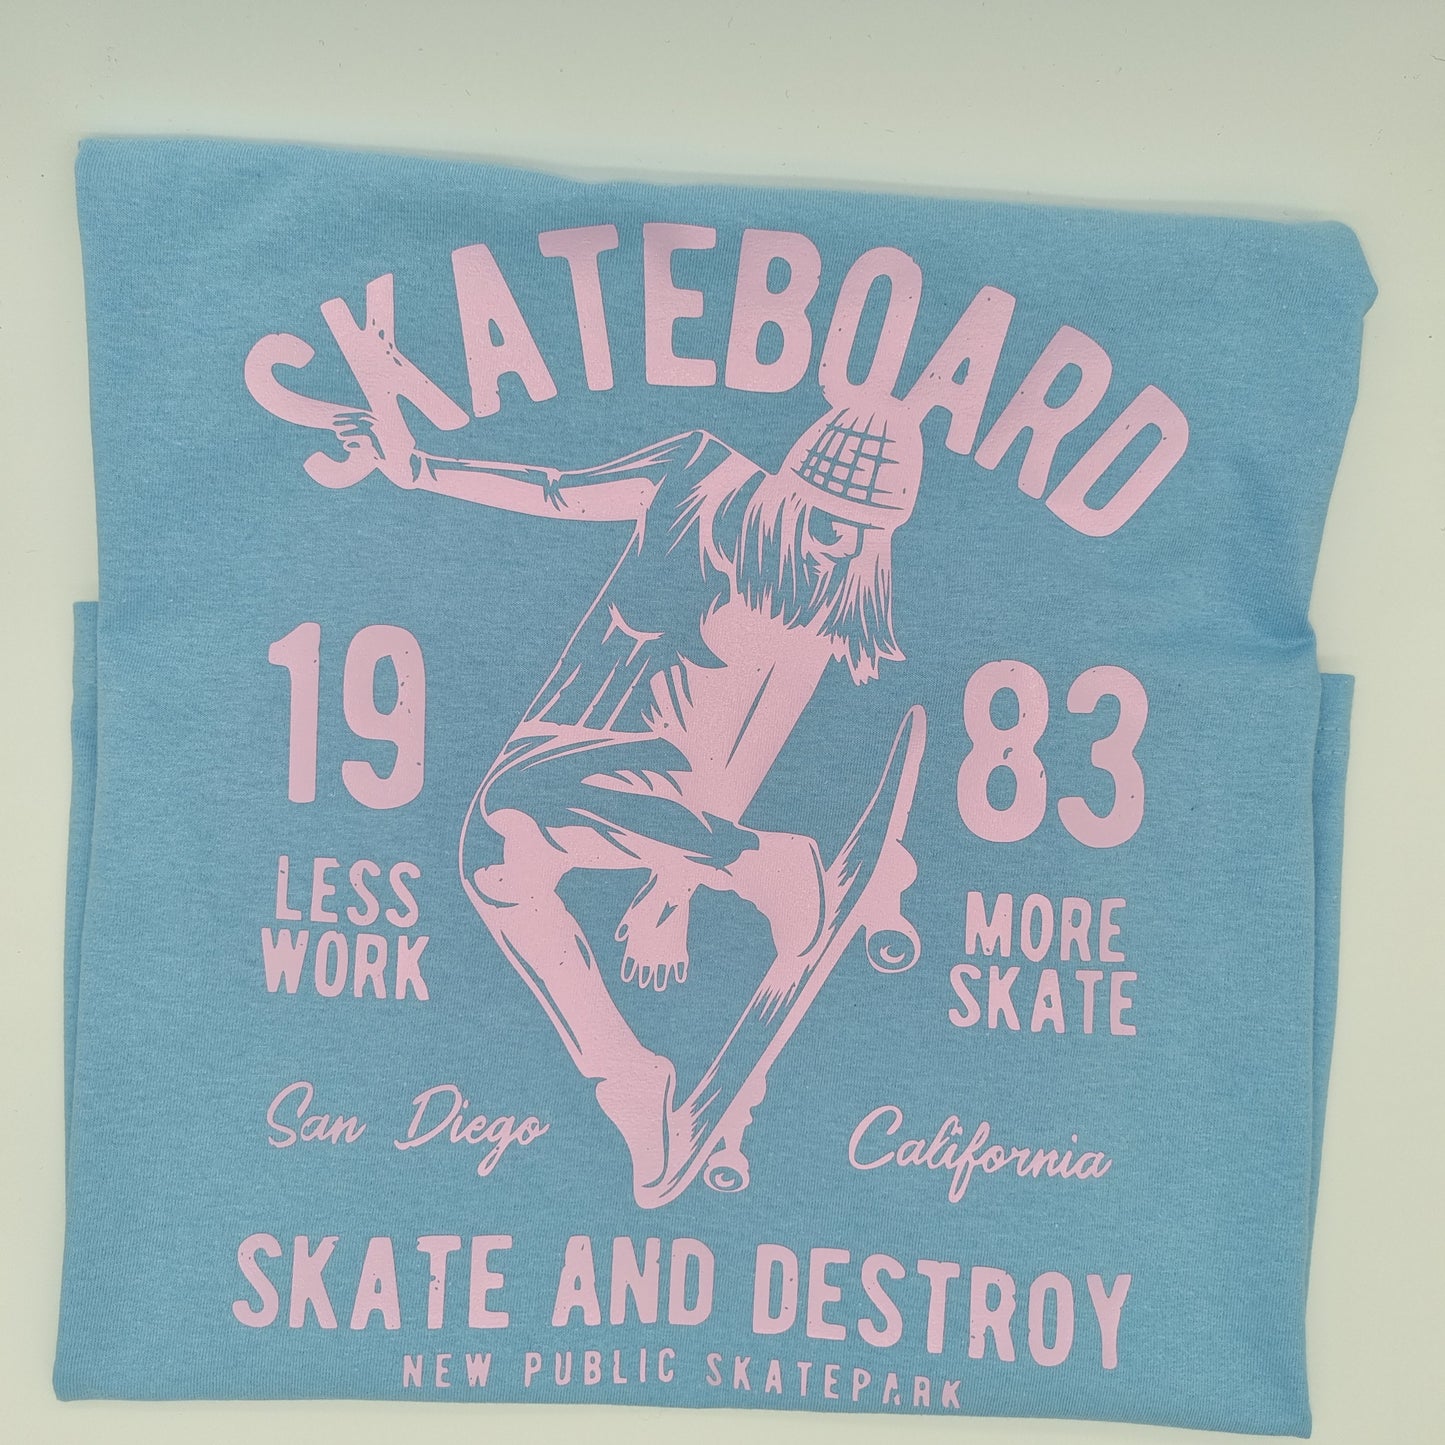 SKATEBOARD
19 83
LESS
WORK
MORE
SKATE
San Diego California
SKATE AND DESTROY
NEW PUBLIC SKATEPARK